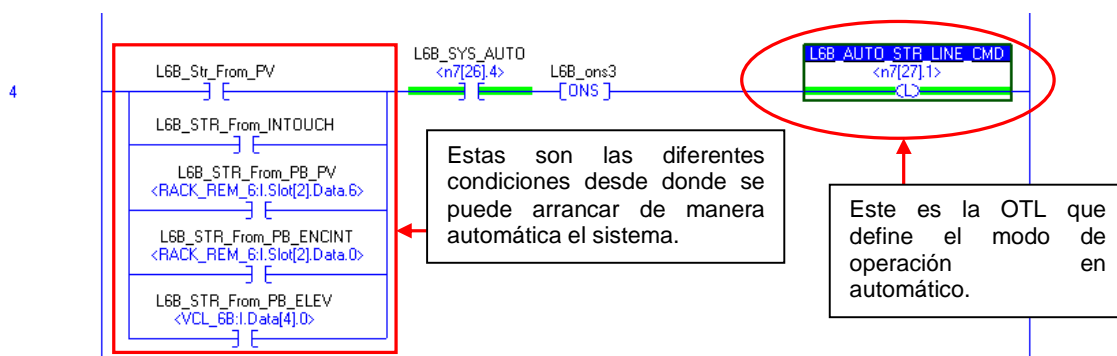 L6B_Str_From_PV
L6B_SYS_AUTO
<n7[26].4>
L6B_ons3
ONS
L6B_AUTO_STR_LINE_CMD
<n7[27].1>
L
4
L6B_STR_From_INTOUCH
L6B_STR_From_PB_PV
<RACK_REM_6:I.Slot[2].Data.6>
L6B_STR_From_PB_ENCINT
<RACK_REM_6:I.Slot[2].Data.0>
L6B_STR_From_PB_ELEV
<VCL_6B:I.Data[4].0>
Estas son las diferentes
condiciones desde donde se
puede arrancar de manera
automática el sistema.
Este es la OTL que
define el modo de
operación en
automático.